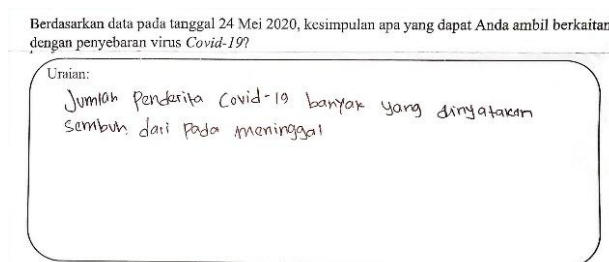 Berdasarkan data pada tanggal 24 Mei 2020, kesimpulan apa yang dapat Anda ambil berkaitan
dengan penyebaran virus Covid-19?
Uraian:
Jumlah Penderita Covid-19 banyak yang dinyatakan
sembuh dari pada meninggal